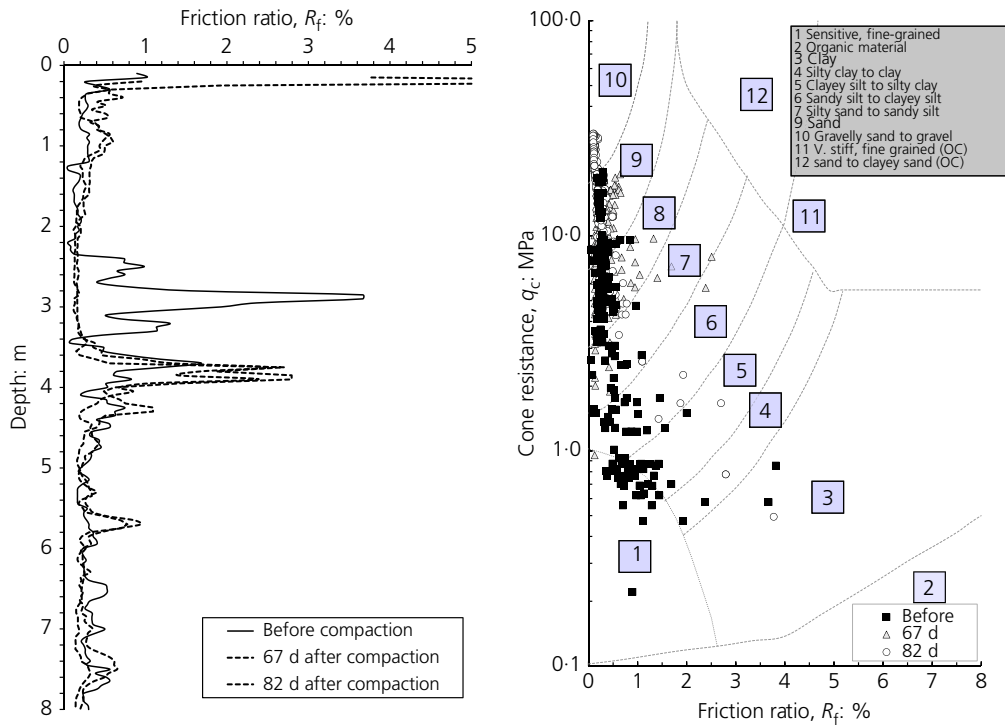 Friction ratio, Rf: %
0 1 2 3 4 5
0
1
2
3
4
5
6
7
8
Depth: m
Before compaction
67 d after compaction
82 d after compaction
100·0
10·0
1·0
0·1
Cone resistance, qc: MPa
1 Sensitive, fine-grained
2 Organic material
3 Clay
4 Silty clay to clay
5 Clayey silt to silty clay
6 Sandy silt to clayey silt
7 Silty sand to sandy silt
9 Sand
10 Gravelly sand to gravel
11 V. stiff, fine grained (OC)
12 sand to clayey sand (OC)
10
12
9
8
11
7
6
5
4
3
1
2
Before
67 d
82 d
0 1 2 3 4 5 6 7 8
Friction ratio, Rf: %